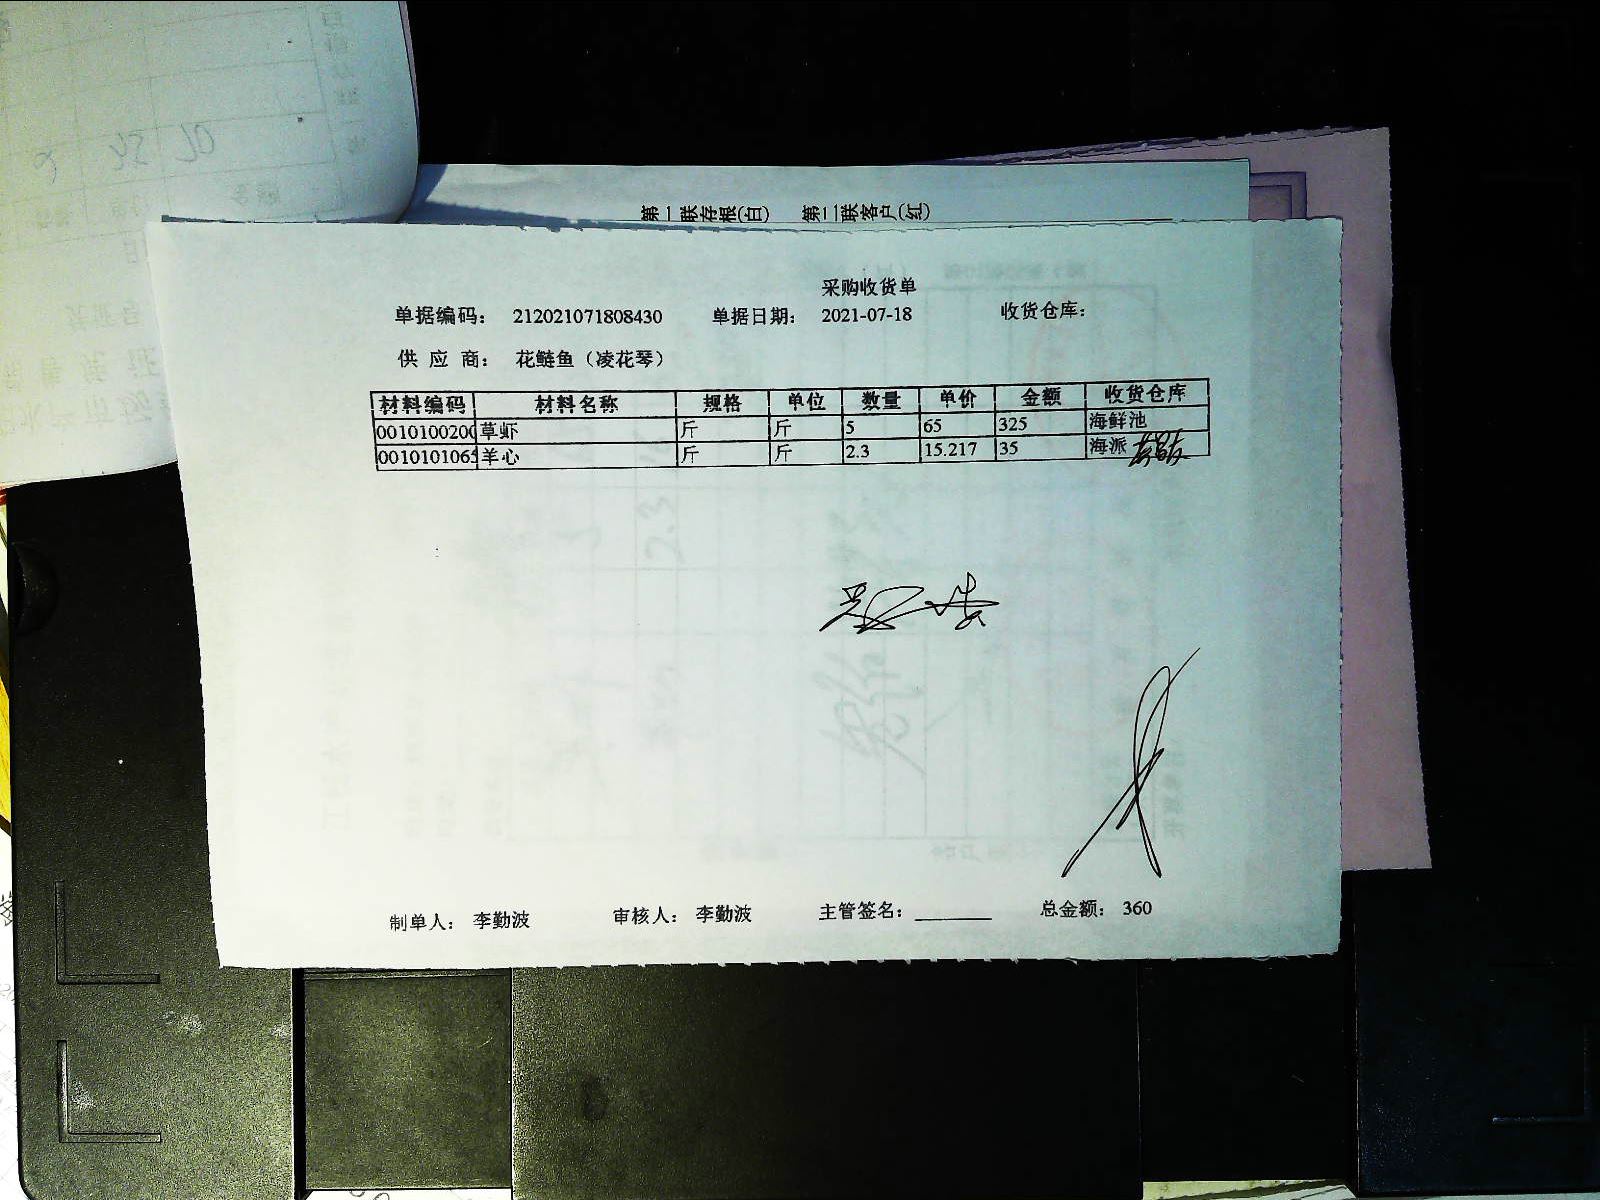 第一联存根(白) 第二联客户(红)
采购收货单
单据编码: 212021071808430 单据日期: 2021-07-18 收货仓库:
供 应 商: 花鲢鱼(凌花琴)
材料编码 材料名称 规格 单位 数量 单价 金额 收货仓库
0010100200 草虾 斤 斤 5 65 325 海鲜池
0010101065 羊心 斤 斤 2.3 15.217 35 海派
制单人: 李勤波 审核人: 李勤波 主管签名: 总金额: 360